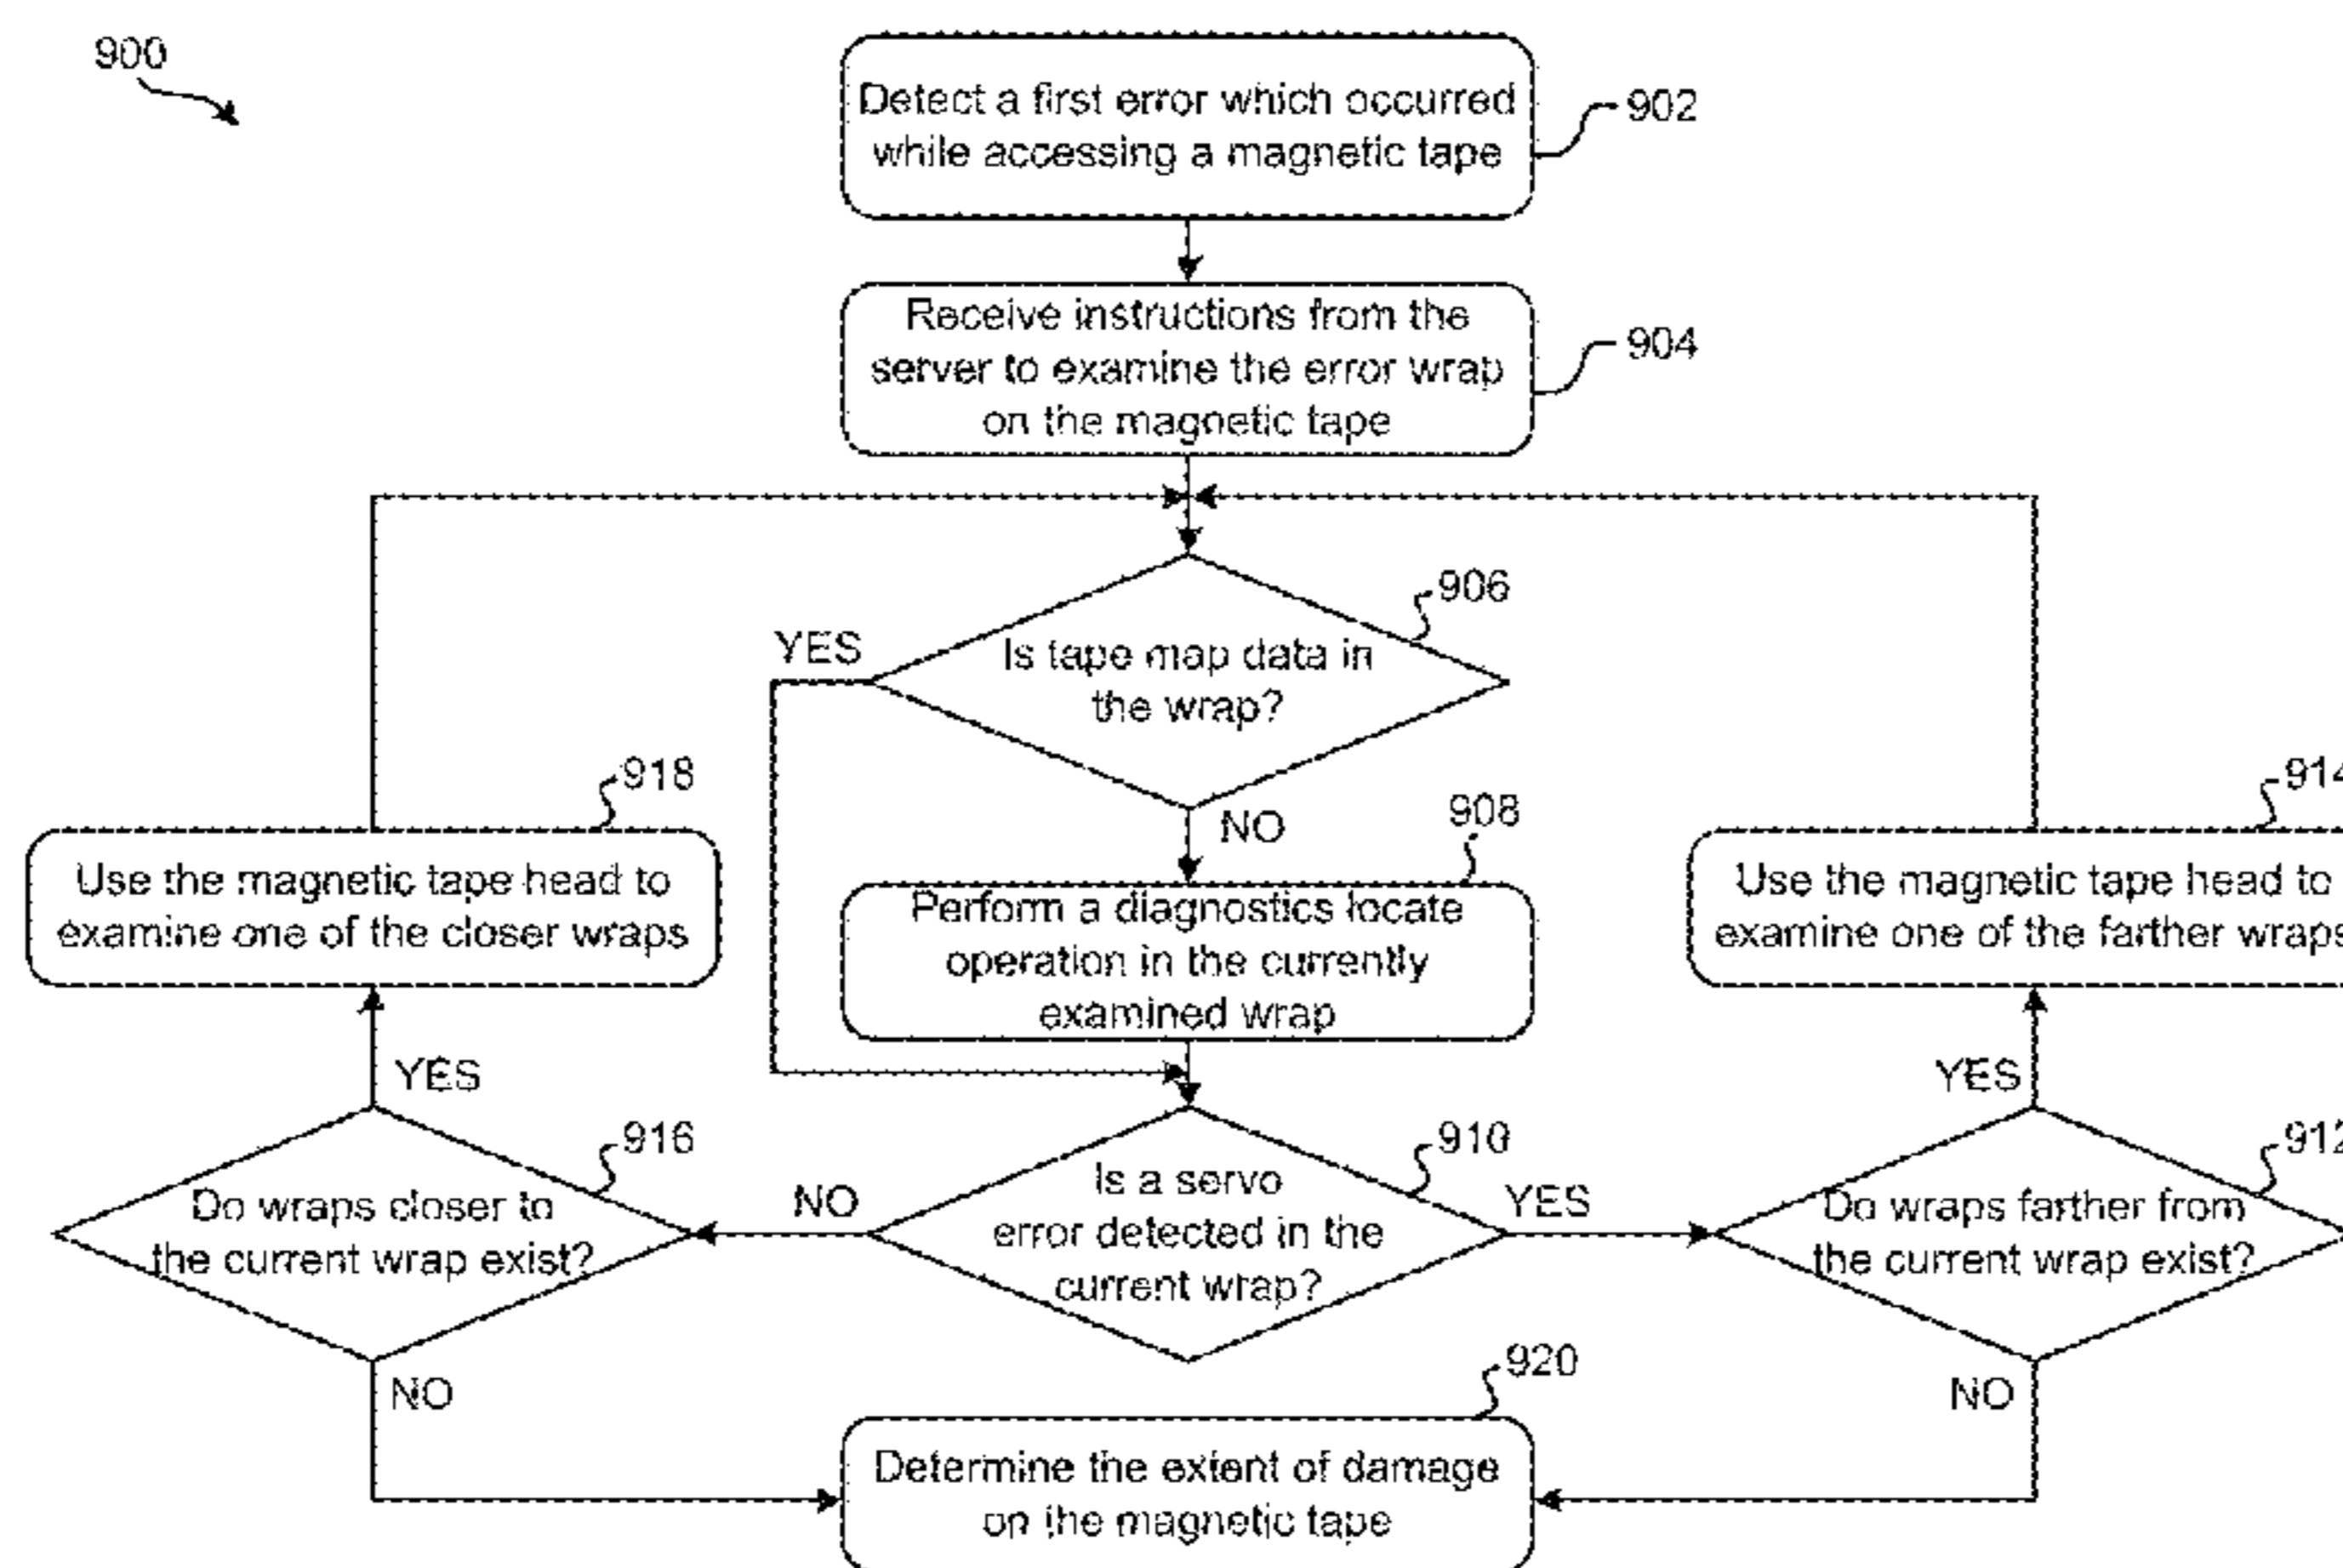 900
Detect a first error which occurred
while accessing a magnetic tape
902
Receive instructions from the
server to examine the error wrap
on the magnetic tape
904
906
YES
Is tape map data in
the wrap?
NO
908
Perform a diagnostics locate
operation in the currently
examined wrap
918
Use the magnetic tape head to
examine one of the closer wraps
914
Use the magnetic tape head to
examine one of the farther wraps
YES
YES
916
Do wraps closer to
the current wrap exist?
NO
910
Is a servo
error detected in the
current wrap?
YES
912
Do wraps farther from
the current wrap exist?
NO
NO
920
Determine the extent of damage
on the magnetic tape